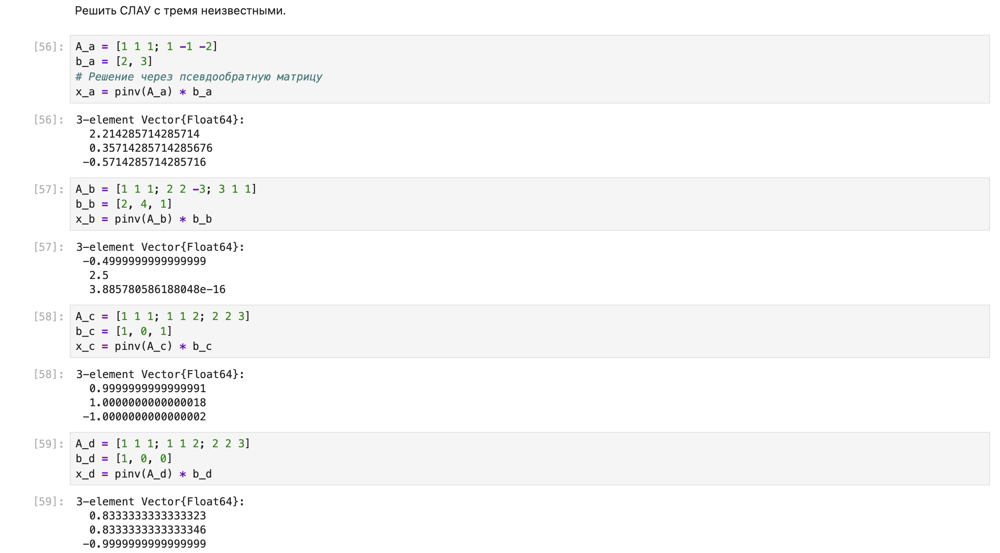 Решить СЛАУ с тремя неизвестными.
[56]: A_a = [1 1 1; 1 -1 -2]
b_a = [2, 3]
# Решение через псевдообратную матрицу
x_a = pinv(A_a) * b_a
[56]: 3-element Vector{Float64}:
2.214285714285714
0.35714285714285676
-0.5714285714285716
[57]: A_b = [1 1 1; 2 2 -3; 3 1 1]
b_b = [2, 4, 1]
x_b = pinv(A_b) * b_b
[57]: 3-element Vector{Float64}:
-0.4999999999999999
2.5
3.885780586188048e-16
[58]: A_c = [1 1 1; 1 1 2; 2 2 3]
b_c = [1, 0, 1]
x_c = pinv(A_c) * b_c
[58]: 3-element Vector{Float64}:
0.9999999999999991
1.0000000000000018
-1.0000000000000002
[59]: A_d = [1 1 1; 1 1 2; 2 2 3]
b_d = [1, 0, 0]
x_d = pinv(A_d) * b_d
[59]: 3-element Vector{Float64}:
0.8333333333333323
0.8333333333333346
-0.9999999999999999